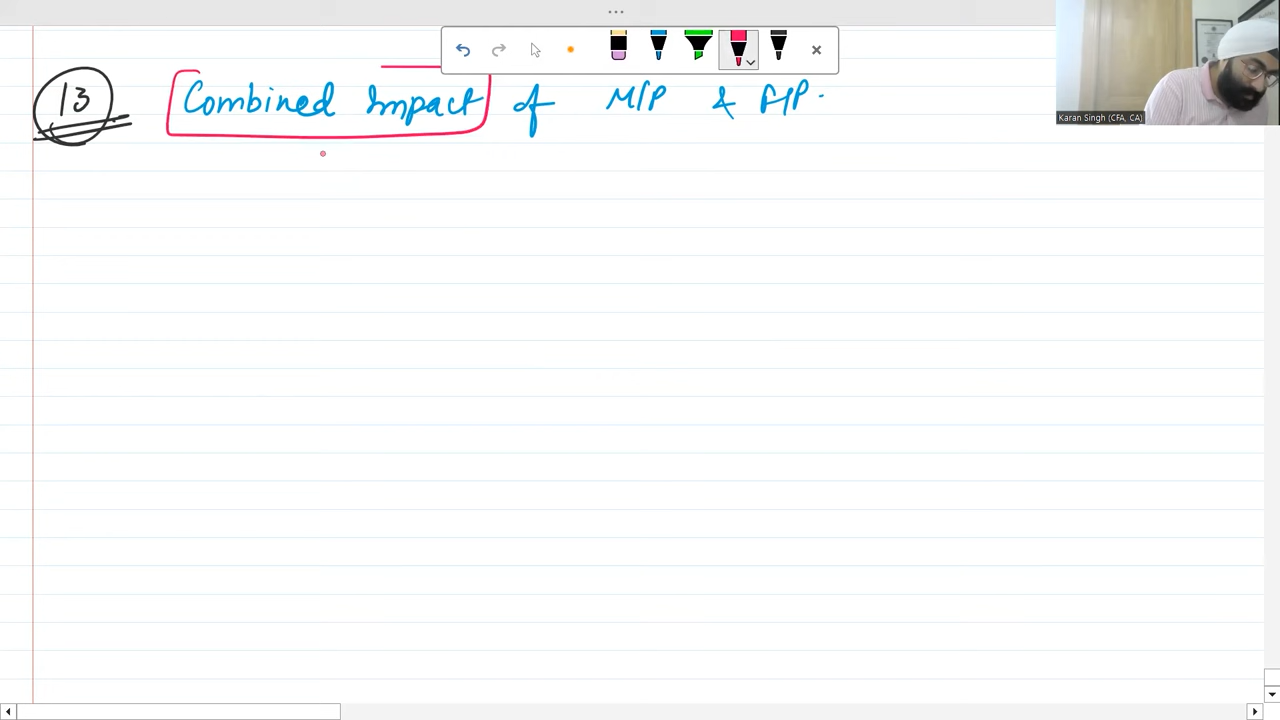 13 Combined Impact of M/P & F/P.
Karan Singh (CFA, CA)